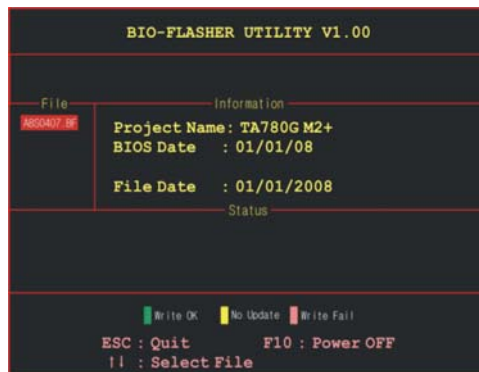 BIO-FLASHER UTILITY V1.00
File
Information
A8S0407.BF
Project Name: TA780G M2+
BIOS Date : 01/01/08
File Date : 01/01/2008
Status
Write OK No Update Write Fail
ESC : Quit F10 : Power OFF
↑↓ : Select File